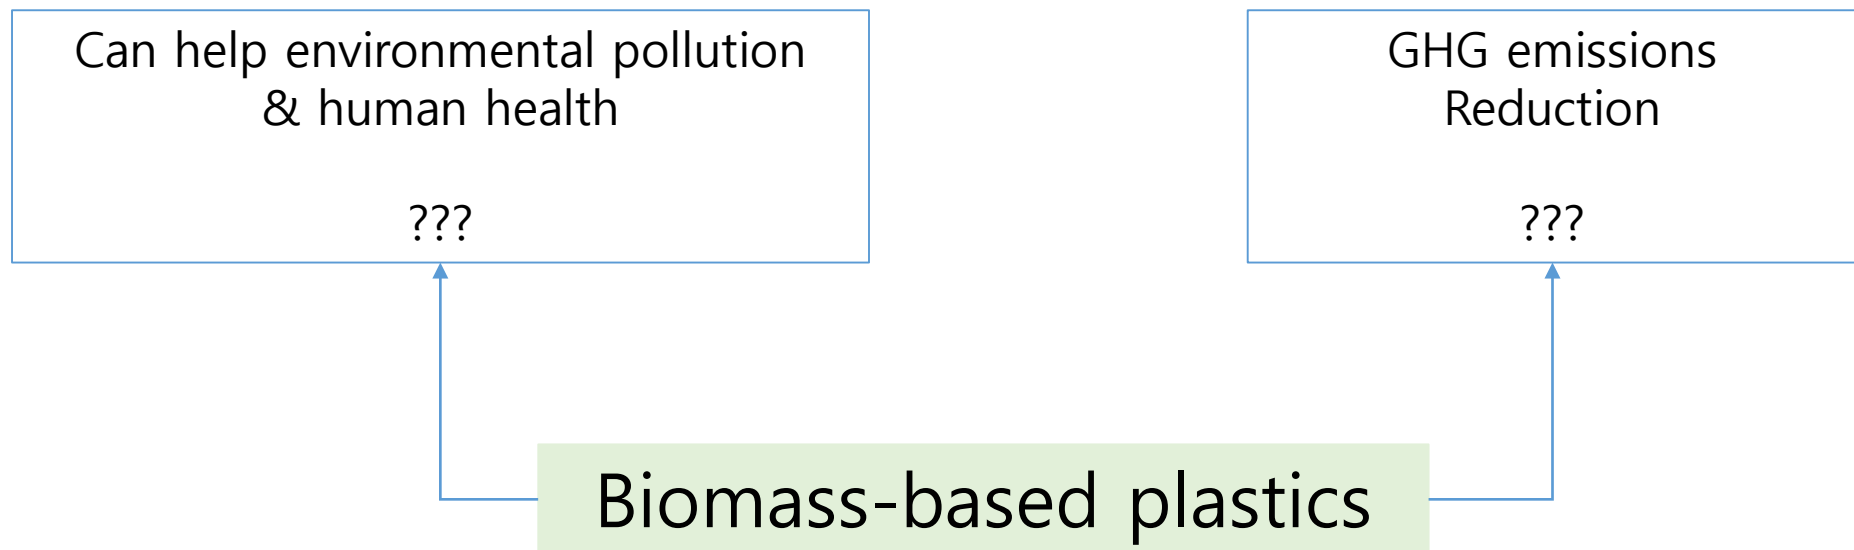 Can help environmental pollution
& human health
???
GHG emissions
Reduction
???
Biomass-based plastics